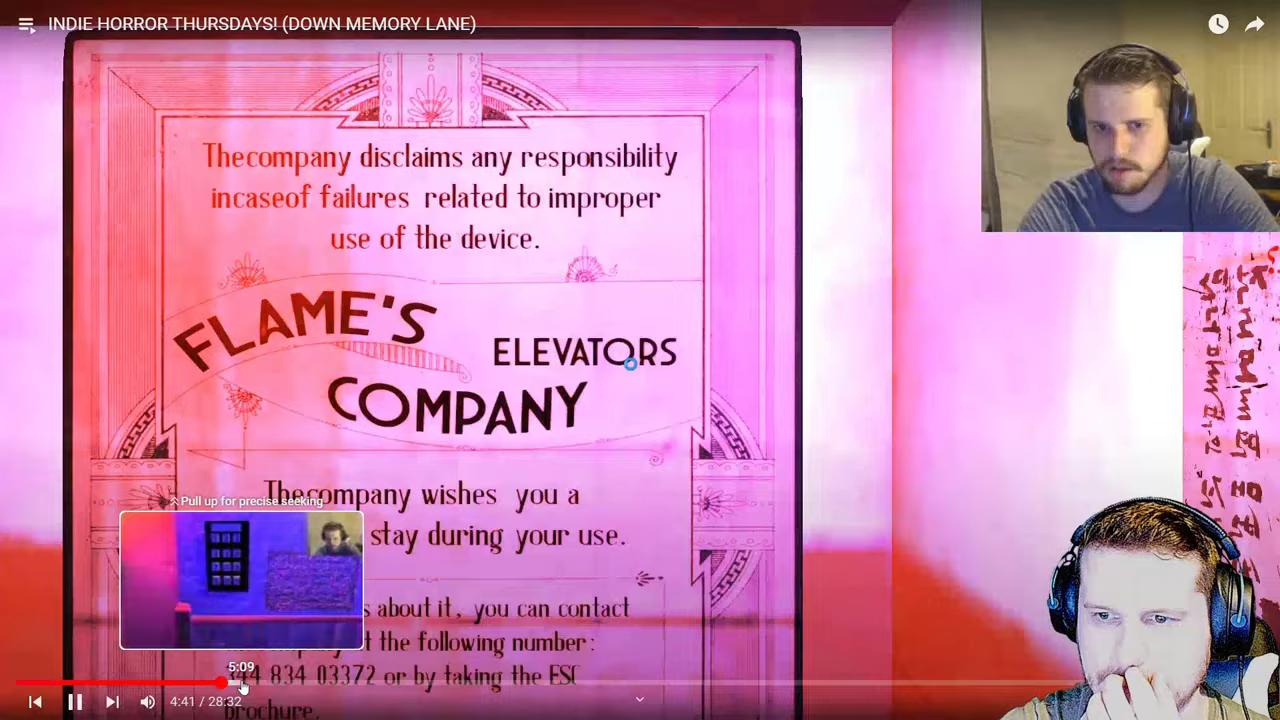 INDIE HORROR THURSDAYS! (DOWN MEMORY LANE)
Thecompany disclaims any responsibility
incaseof failures related to improper
use of the device.
FLAME'S
ELEVATORS
COMPANY
Thecompany wishes you a
stay during your use.
Pull up for precise seeking
about it, you can contact
the following number:
344 834 03372 or by taking the ESC
brochure.
5:09
4:41 / 28:32